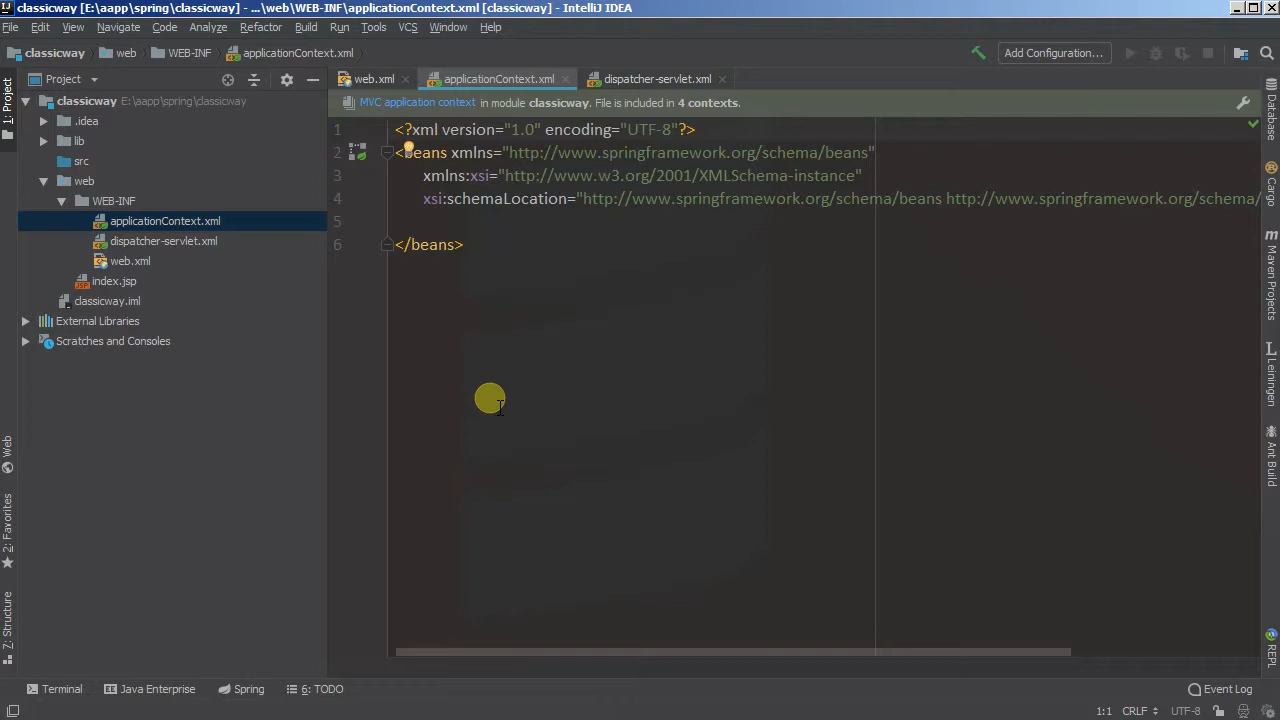 classicway [E:\aapp\spring\classicway] - ...\web\WEB-INF\applicationContext.xml [classicway] - IntelliJ IDEA
File Edit View Navigate Code Analyze Refactor Build Run Tools VCS Window Help
classicway web WEB-INF applicationContext.xml Add Configuration...
Project
web.xml applicationContext.xml dispatcher-servlet.xml
MVC application context in module classicway. File is included in 4 contexts.
classicway E:\aapp\spring\classicway
.idea
lib
src
web
WEB-INF
applicationContext.xml
dispatcher-servlet.xml
web.xml
index.jsp
classicway.iml
External Libraries
Scratches and Consoles
1 <?xml version="1.0" encoding="UTF-8"?>
2 <beans xmlns="http://www.springframework.org/schema/beans"
3 xmlns:xsi="http://www.w3.org/2001/XMLSchema-instance"
4 xsi:schemaLocation="http://www.springframework.org/schema/beans http://www.springframework.org/schema/
5
6 </beans>
1: Project
Web
2: Favorites
Z: Structure
Database
Cargo
Maven Projects
Leiningen
Ant Build
REPL
Terminal Java Enterprise Spring 6: TODO Event Log
1:1 CRLF UTF-8